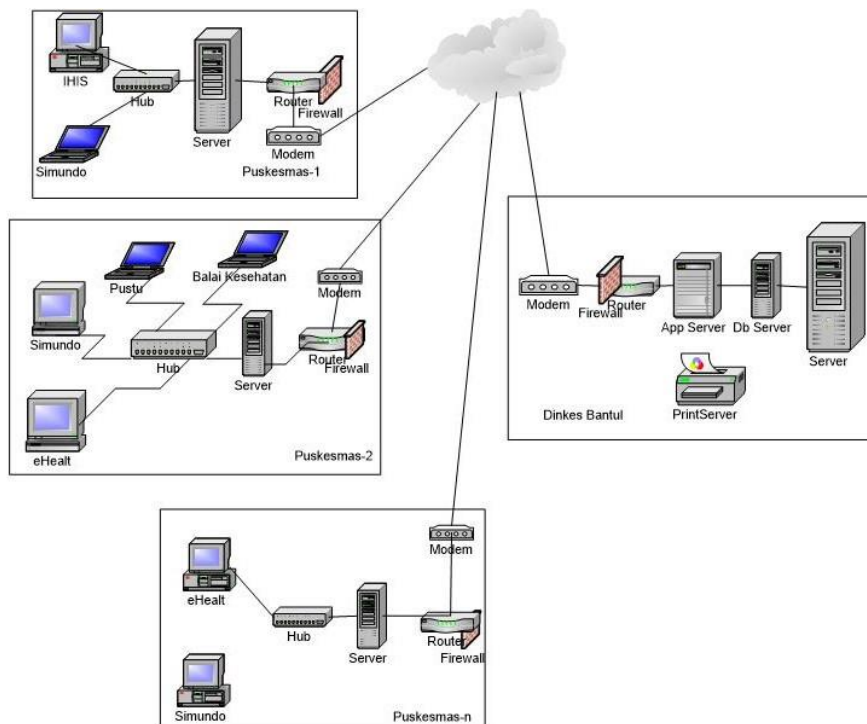 IHIS
Hub
Router
Firewall
Server
Modem
Simundo
Puskesmas-1
Pustu
Balai Kesehatan
Modem
Simundo
Hub
Server
Router
Firewall
eHealt
Puskesmas-2
Modem
Firewall
Router
App Server
Db Server
Server
Dinkes Bantul
PrintServer
Modem
eHealt
Hub
Server
Router
Firewall
Simundo
Puskesmas-n